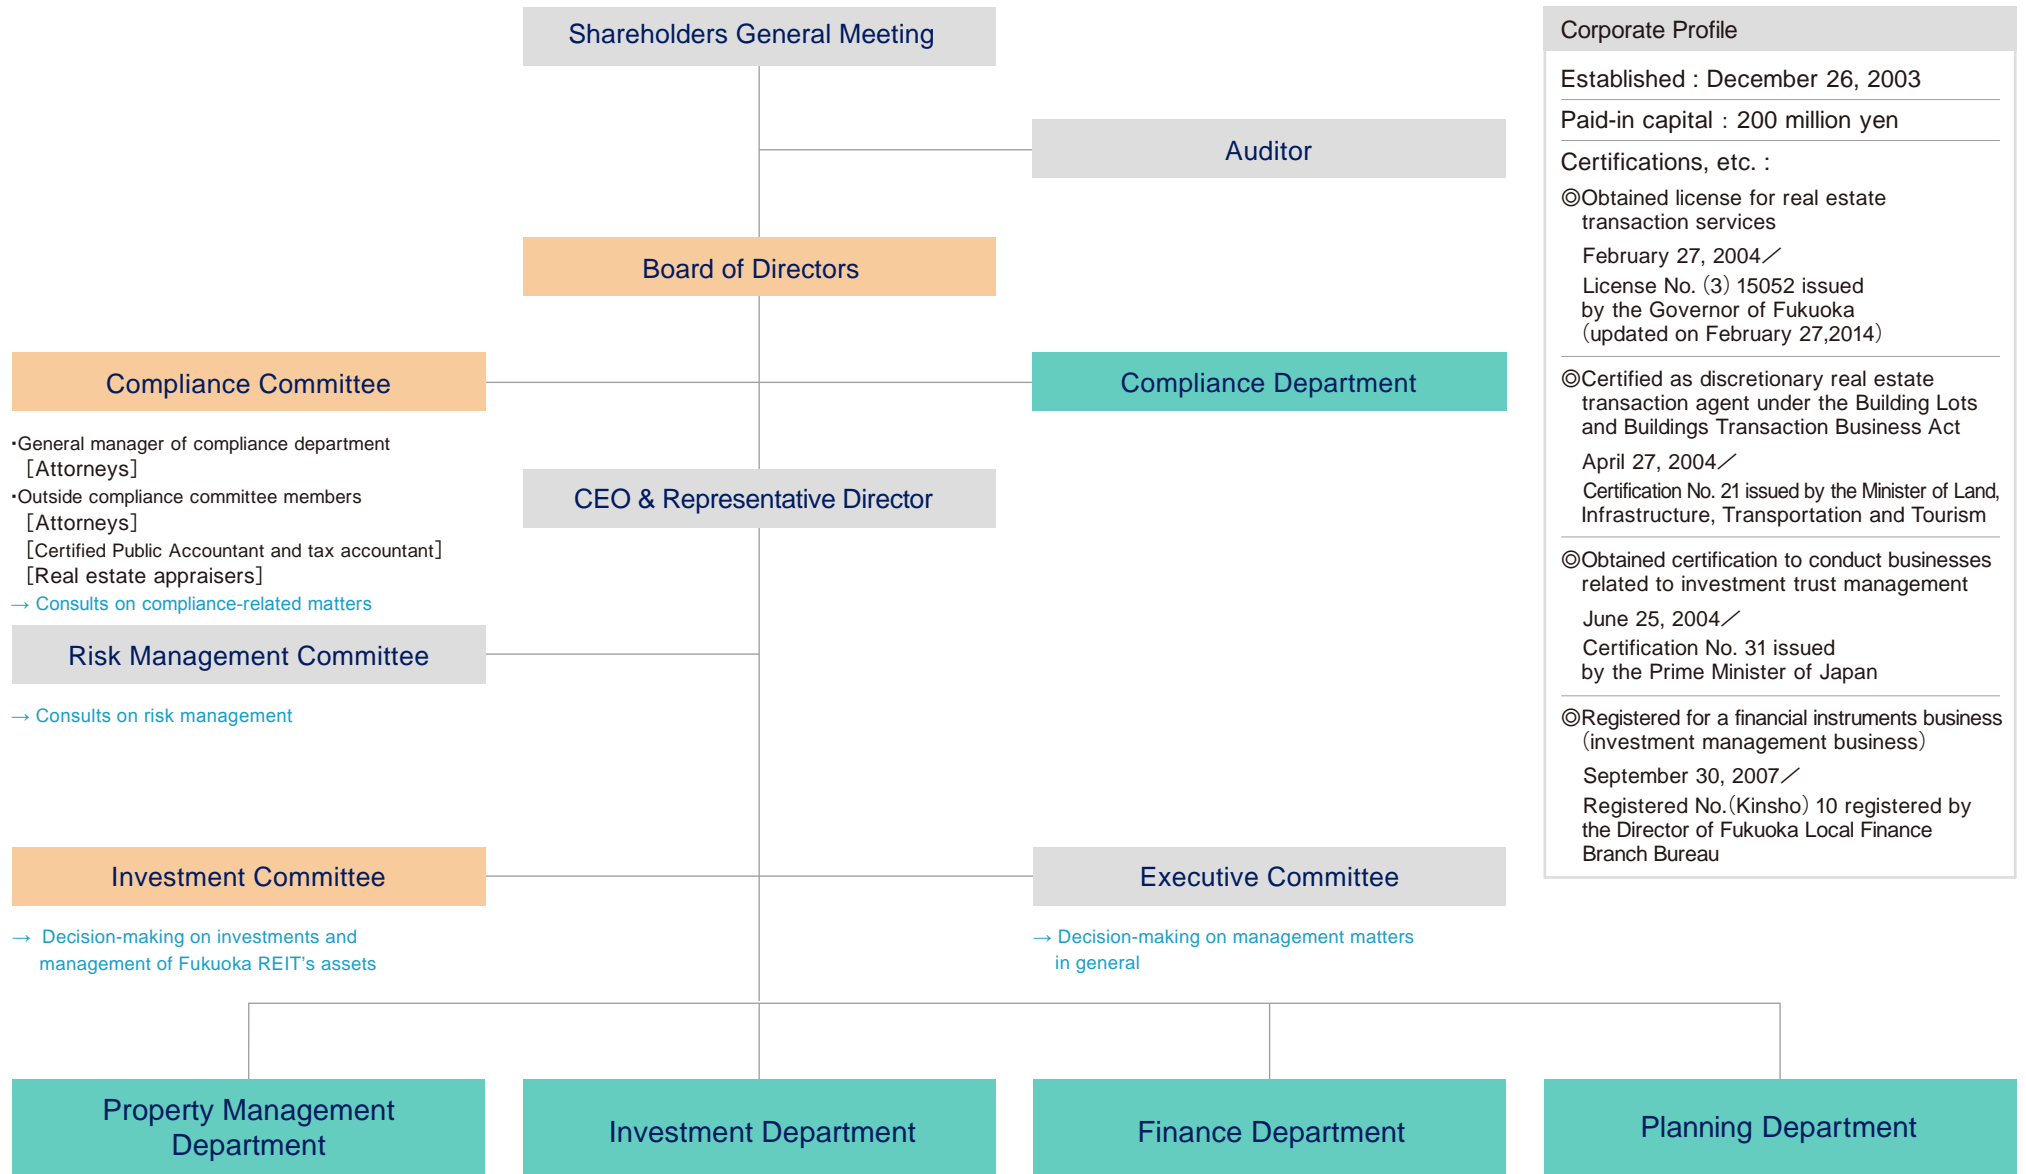 Shareholders General Meeting
Auditor
Board of Directors
Compliance Committee
Compliance Department
・General manager of compliance department
［Attorneys］
・Outside compliance committee members
［Attorneys］
［Certified Public Accountant and tax accountant］
［Real estate appraisers］
→ Consults on compliance-related matters
CEO & Representative Director
Risk Management Committee
→ Consults on risk management
Investment Committee
→ Decision-making on investments and
management of Fukuoka REIT's assets
Executive Committee
→ Decision-making on management matters
in general
Property Management
Department
Investment Department
Finance Department
Planning Department
Corporate Profile
Established : December 26, 2003
Paid-in capital : 200 million yen
Certifications, etc. :
◎Obtained license for real estate
transaction services
February 27, 2004／
License No.（3）15052 issued
by the Governor of Fukuoka
（updated on February 27,2014）
◎Certified as discretionary real estate
transaction agent under the Building Lots
and Buildings Transaction Business Act
April 27, 2004／
Certification No. 21 issued by the Minister of Land,
Infrastructure, Transportation and Tourism
◎Obtained certification to conduct businesses
related to investment trust management
June 25, 2004／
Certification No. 31 issued
by the Prime Minister of Japan
◎Registered for a financial instruments business
（investment management business）
September 30, 2007／
Registered No.（Kinsho）10 registered by
the Director of Fukuoka Local Finance
Branch Bureau